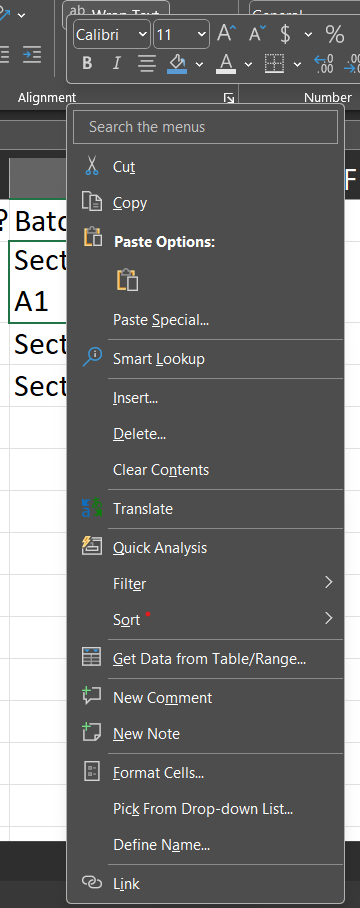 Wrap Text
General
Calibri
11
A
A
$
%
B
I
A
.00
Alignment
Number
Search the menus
F
Cut
? Batc
Copy
Paste Options:
Sect
A1
Paste Special...
Sect
Smart Lookup
Sect
Insert...
Delete...
Clear Contents
Translate
Quick Analysis
Filter
Sort
Get Data from Table/Range...
New Comment
New Note
Format Cells...
Pick From Drop-down List...
Define Name...
Link